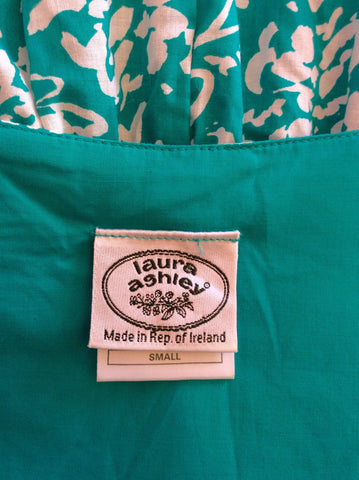 laura
ashley®
Made in Rep. of Ireland
SMALL